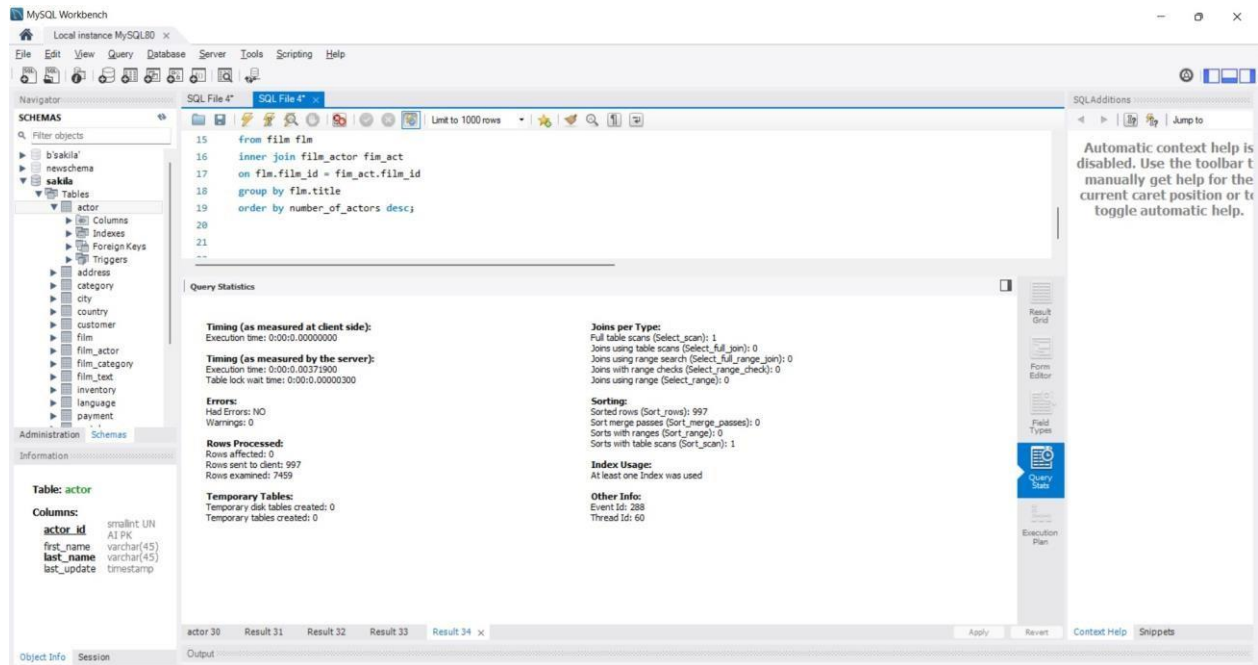 MySQL Workbench
Local instance MySQL80
File Edit View Query Database Server Tools Scripting Help
Navigator
SCHEMAS
Filter objects
b'sakila'
newschema
sakila
Tables
actor
Columns
Indexes
Foreign Keys
Triggers
address
category
city
country
customer
film
film_actor
film_category
film_text
inventory
language
payment
Administration Schemas
Information
Table: actor
Columns:
actor_id smallint UN
AI PK
first_name varchar(45)
last_name varchar(45)
last_update timestamp
Object Info Session
SQL File 4* SQL File 4*
Limit to 1000 rows
15 from film flm
16 inner join film_actor fim_act
17 on flm.film_id = fim_act.film_id
18 group by flm.title
19 order by number_of_actors desc;
20
21
Query Statistics
Timing (as measured at client side):
Execution time: 0:00:0.00000000
Timing (as measured by the server):
Execution time: 0:00:0.00371900
Table lock wait time: 0:00:0.00000300
Errors:
Had Errors: NO
Warnings: 0
Rows Processed:
Rows affected: 0
Rows sent to client: 997
Rows examined: 7459
Temporary Tables:
Temporary disk tables created: 0
Temporary tables created: 0
Joins per Type:
Full table scans (Select_scan): 1
Joins using table scans (Select_full_join): 0
Joins using range search (Select_full_range_join): 0
Joins with range checks (Select_range_check): 0
Joins using range (Select_range): 0
Sorting:
Sorted rows (Sort_rows): 997
Sort merge passes (Sort_merge_passes): 0
Sorts with ranges (Sort_range): 0
Sorts with table scans (Sort_scan): 1
Index Usage:
At least one Index was used
Other Info:
Event Id: 288
Thread Id: 60
Result
Grid
Form
Editor
Field
Types
Query
Stats
Execution
Plan
actor 30 Result 31 Result 32 Result 33 Result 34
Apply Revert
Output
SQLAdditions
Jump to
Automatic context help is
disabled. Use the toolbar t
manually get help for the
current caret position or to
toggle automatic help.
Context Help Snippets